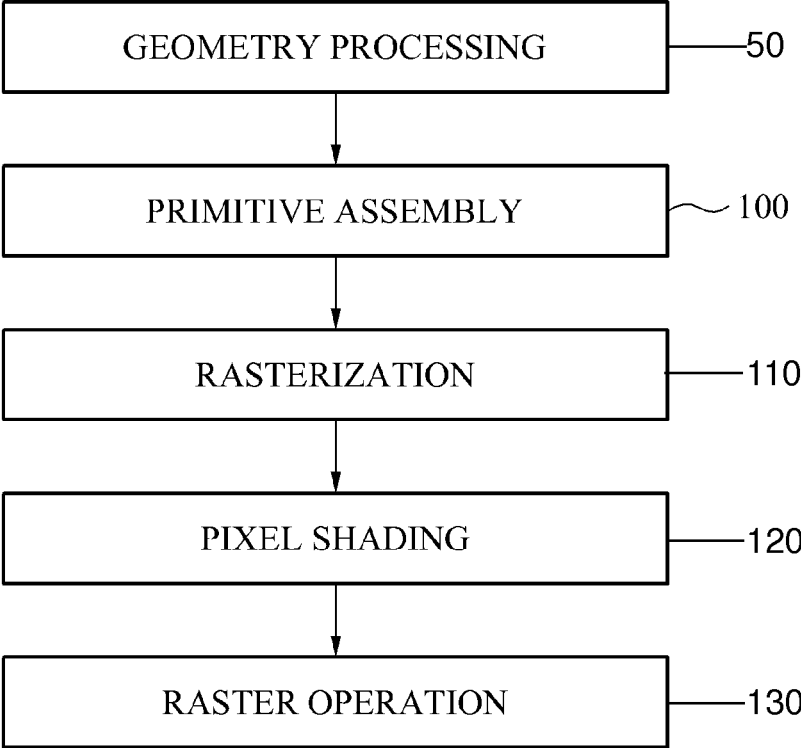 GEOMETRY PROCESSING 50
PRIMITIVE ASSEMBLY 100
RASTERIZATION 110
PIXEL SHADING 120
RASTER OPERATION 130